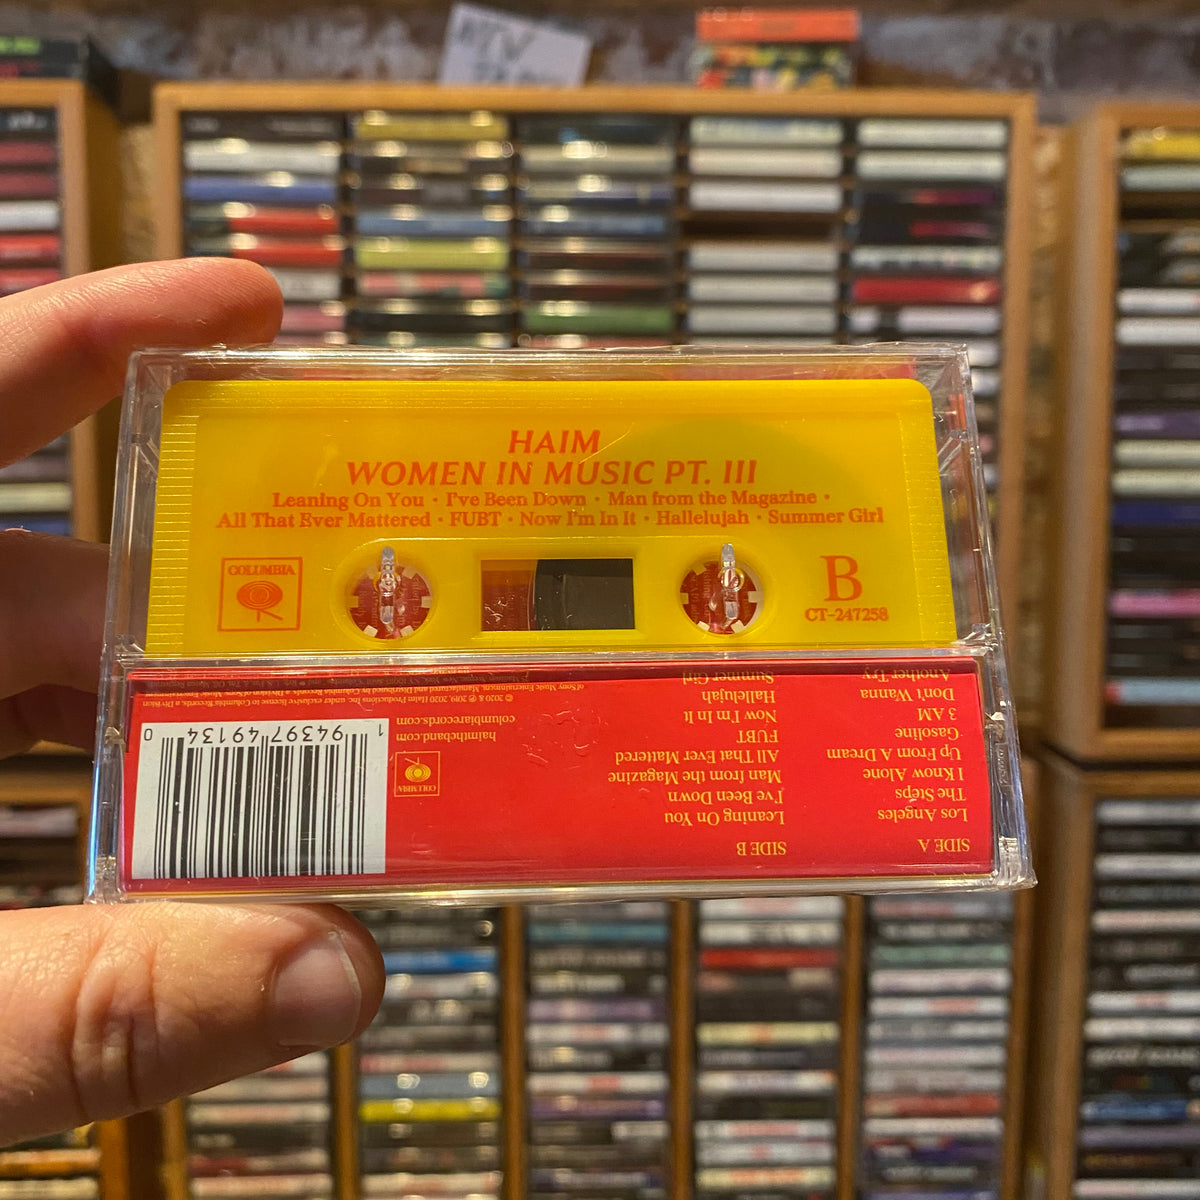 HAIM
WOMEN IN MUSIC PT. III
Leaning On You · I've Been Down · Man from the Magazine ·
All That Ever Mattered · FUBT · Now I'm In It · Hallelujah · Summer Girl
COLUMBIA
B
CT-247258
SIDE A
Los Angeles
The Steps
I Know Alone
Up From A Dream
Gasoline
3 AM
Don't Wanna
Another Try
SIDE B
Leaning On You
I've Been Down
Man from the Magazine
All That Ever Mattered
FUBT
Now I'm In It
Hallelujah
Summer Girl
COLUMBIA
haimtheband.com
columbiarecords.com
1 94397 49134 0